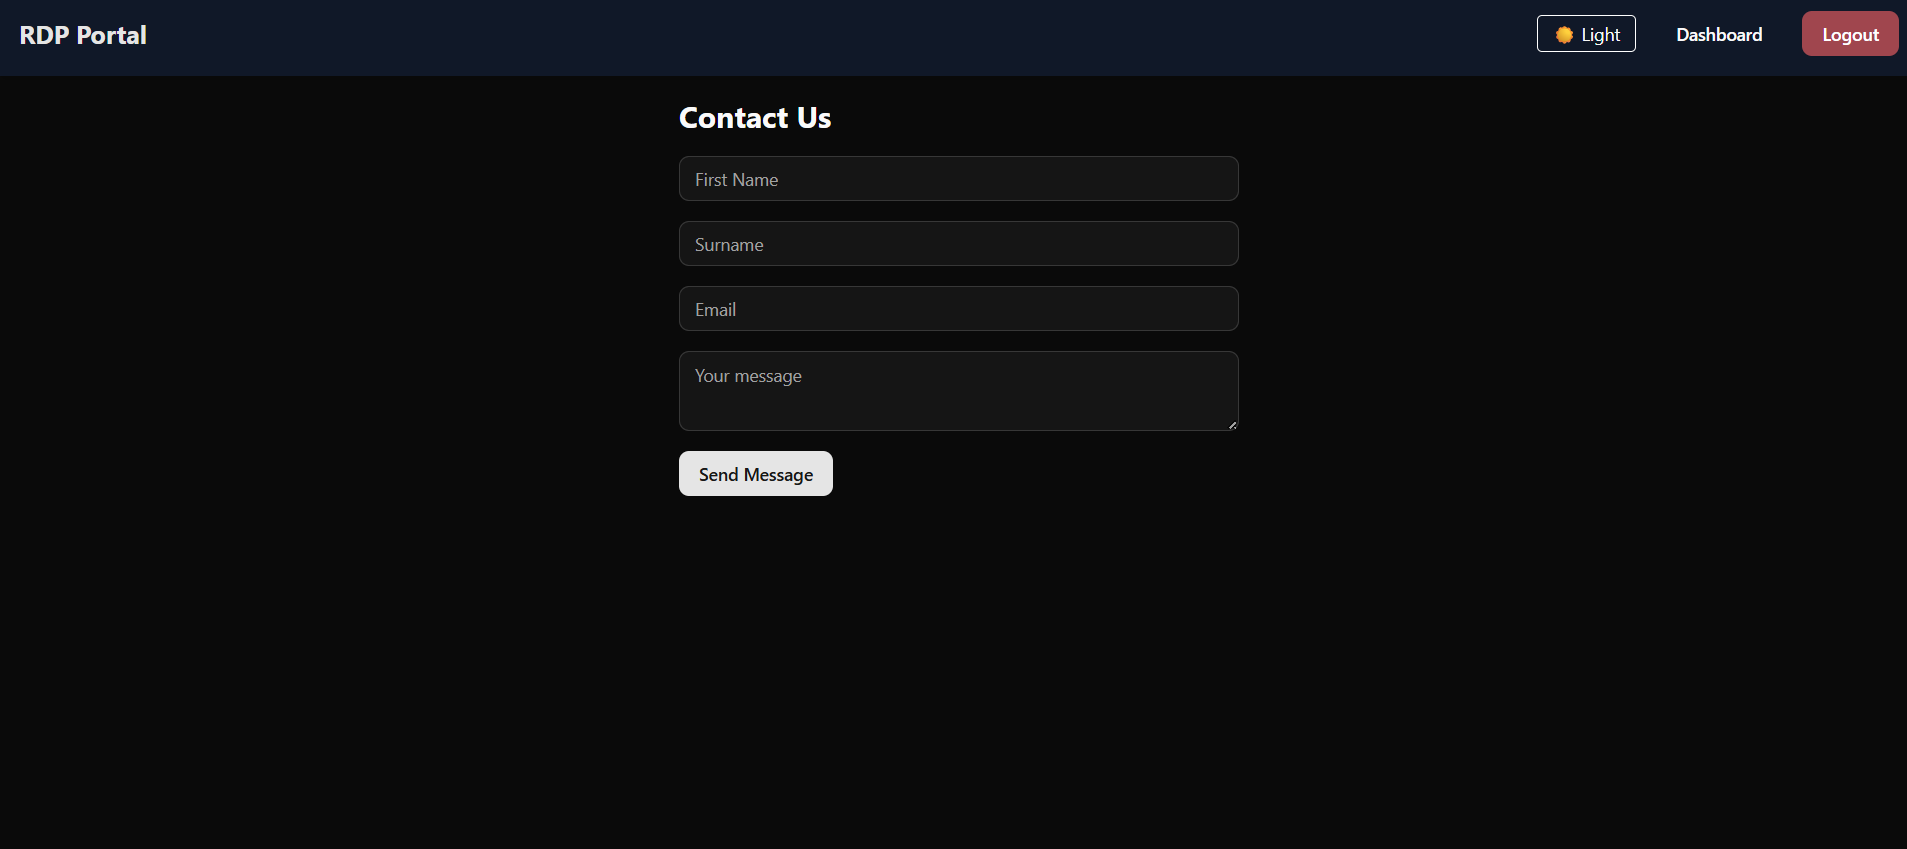 RDP Portal
Light
Dashboard
Logout
Contact Us
First Name
Surname
Email
Your message
Send Message